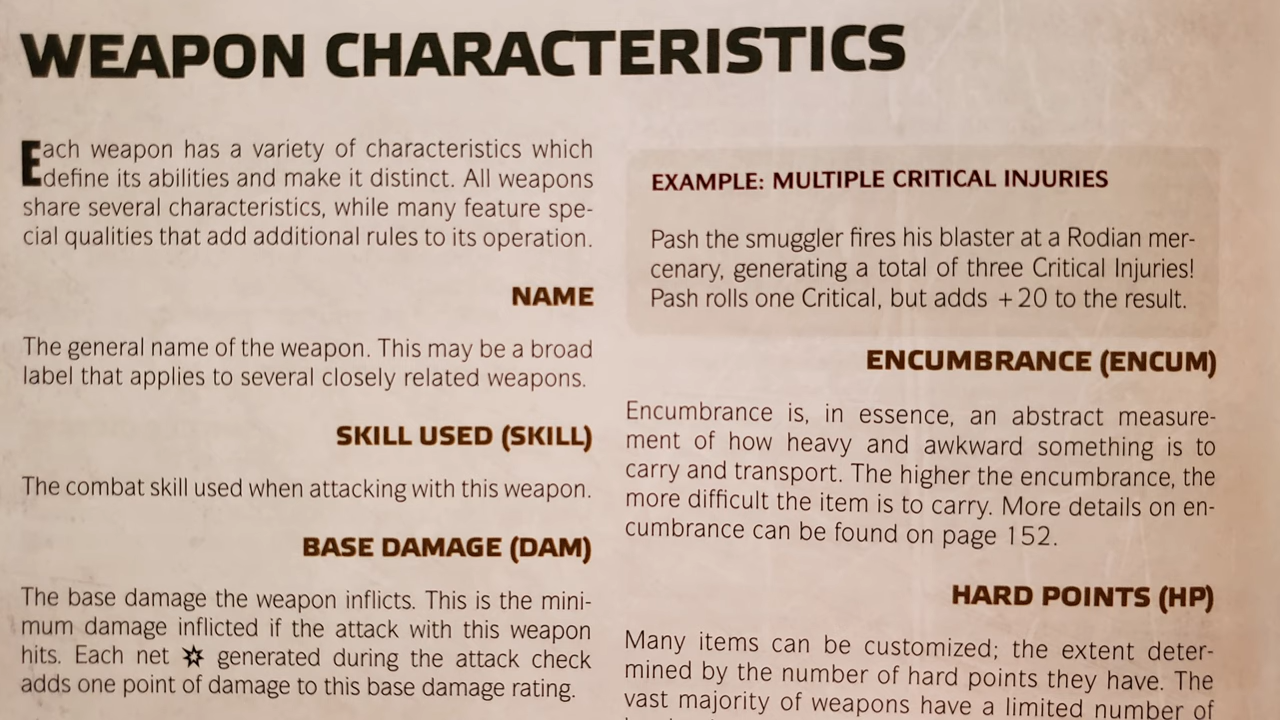 WEAPON CHARACTERISTICS
Each weapon has a variety of characteristics which
define its abilities and make it distinct. All weapons
share several characteristics, while many feature spe-
cial qualities that add additional rules to its operation.
NAME
The general name of the weapon. This may be a broad
label that applies to several closely related weapons.
SKILL USED (SKILL)
The combat skill used when attacking with this weapon.
BASE DAMAGE (DAM)
The base damage the weapon inflicts. This is the mini-
mum damage inflicted if the attack with this weapon
hits. Each net generated during the attack check
adds one point of damage to this base damage rating.
EXAMPLE: MULTIPLE CRITICAL INJURIES
Pash the smuggler fires his blaster at a Rodian mer-
cenary, generating a total of three Critical Injuries!
Pash rolls one Critical, but adds +20 to the result.
ENCUMBRANCE (ENCUM)
Encumbrance is, in essence, an abstract measure-
ment of how heavy and awkward something is to
carry and transport. The higher the encumbrance, the
more difficult the item is to carry. More details on en-
cumbrance can be found on page 152.
HARD POINTS (HP)
Many items can be customized; the extent deter-
mined by the number of hard points they have. The
vast majority of weapons have a limited number of